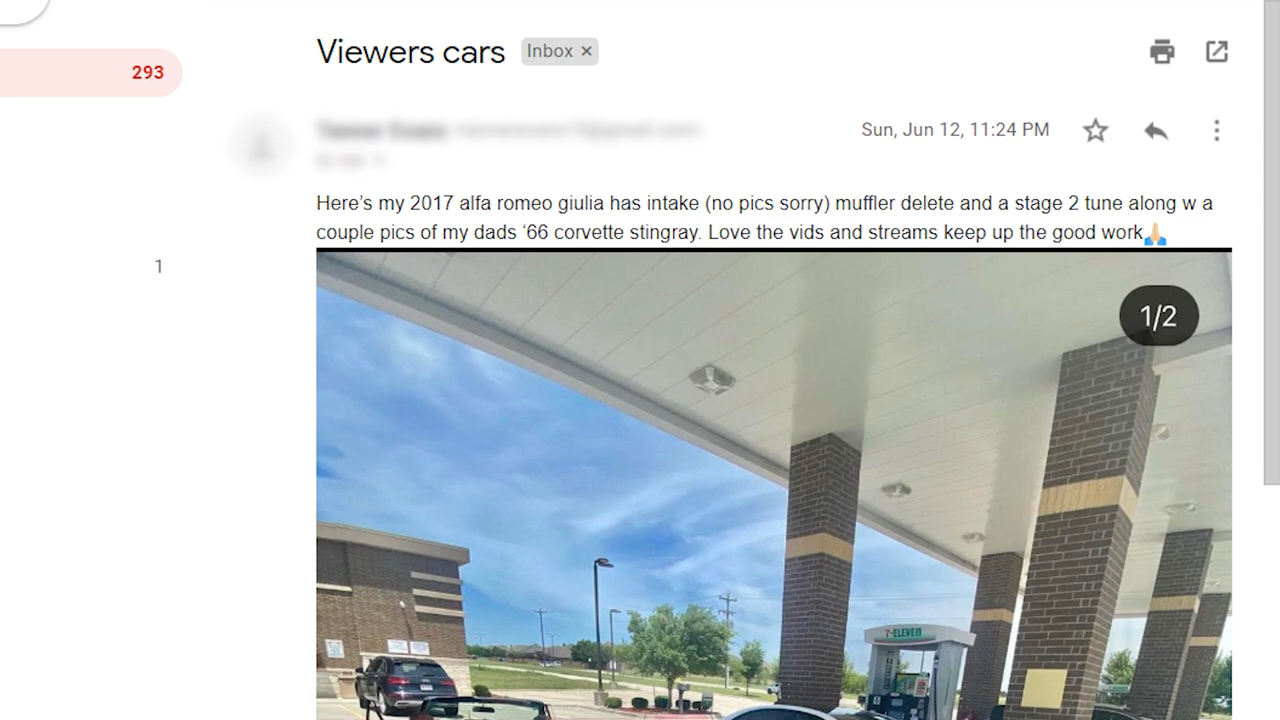 Viewers cars Inbox ×
293
Sun, Jun 12, 11:24 PM
Here’s my 2017 alfa romeo giulia has intake (no pics sorry) muffler delete and a stage 2 tune along w a
couple pics of my dads ‘66 corvette stingray. Love the vids and streams keep up the good work🙏🏼
1
1/2
7-ELEVEN